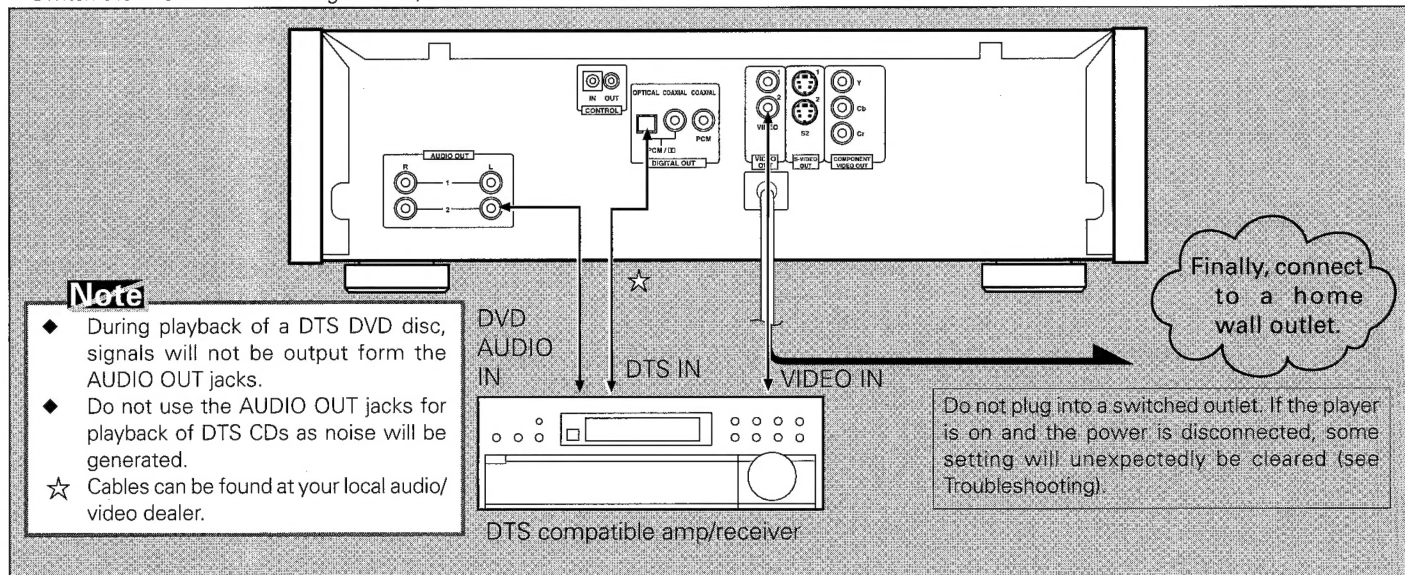 IN OUT
CONTROL
OPTICAL COAXIAL COAXIAL
PCM
PCM /
DIGITAL OUT
1
2
VIDEO
VIDEO
OUT
1
2
S2
S-VIDEO
OUT
Y
Cb
Cr
COMPONENT
VIDEO OUT
AUDIO OUT
R L
1
2
Finally, connect
to a home
wall outlet.
Note
◆ During playback of a DTS DVD disc,
signals will not be output form the
AUDIO OUT jacks.
◆ Do not use the AUDIO OUT jacks for
playback of DTS CDs as noise will be
generated.
☆ Cables can be found at your local audio/
video dealer.
☆
DVD
AUDIO
IN
DTS IN
VIDEO IN
DTS compatible amp/receiver
Do not plug into a switched outlet. If the player
is on and the power is disconnected, some
setting will unexpectedly be cleared (see
Troubleshooting).